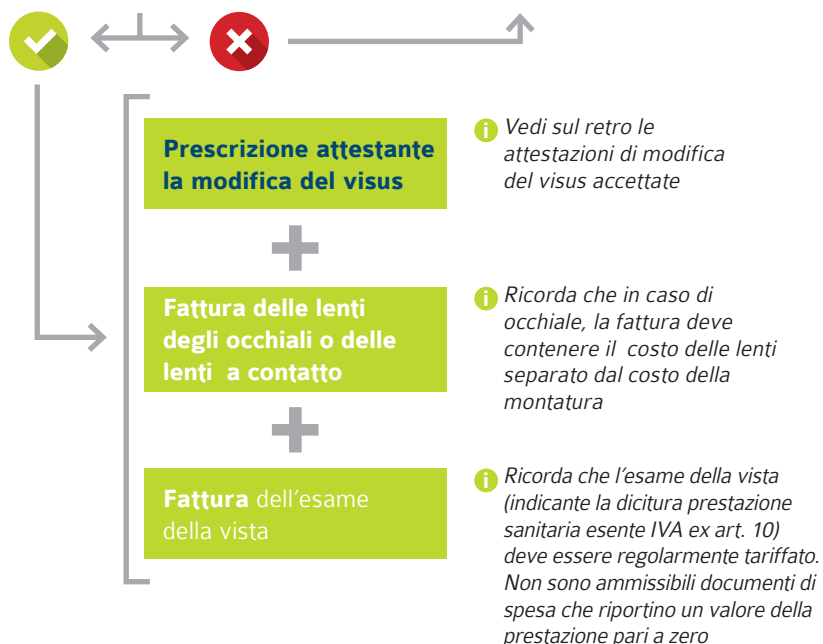 Prescrizione attestante
la modifica del visus
i Vedi sul retro le
attestazioni di modifica
del visus accettate
Fattura delle lenti
degli occhiali o delle
lenti a contatto
i Ricorda che in caso di
occhiale, la fattura deve
contenere il costo delle lenti
separato dal costo della
montatura
Fattura dell'esame
della vista
i Ricorda che l'esame della vista
(indicante la dicitura prestazione
sanitaria esente IVA ex art. 10)
deve essere regolarmente tariffato.
Non sono ammissibili documenti di
spesa che riportino un valore della
prestazione pari a zero